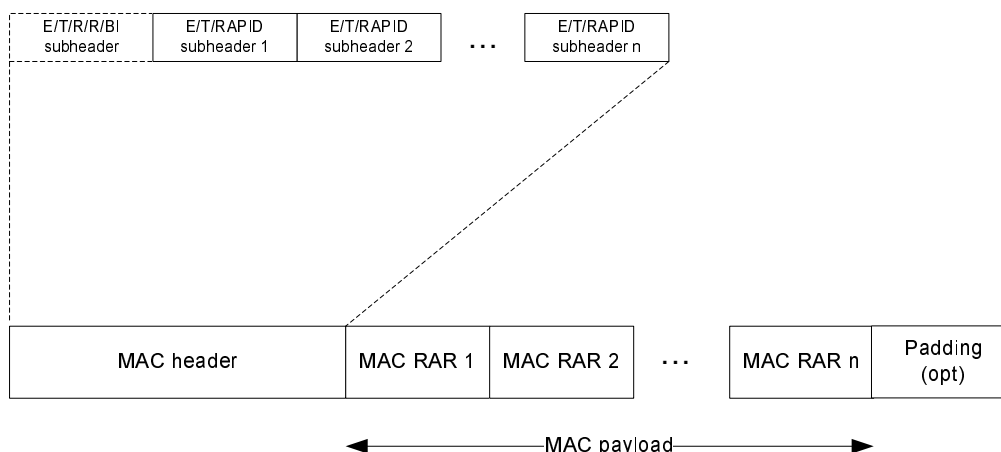 E/T/R/R/BI
subheader
E/T/RAPID
subheader 1
E/T/RAPID
subheader 2
...
E/T/RAPID
subheader n
MAC header
MAC RAR 1
MAC RAR 2
...
MAC RAR n
Padding
(opt)
MAC payload